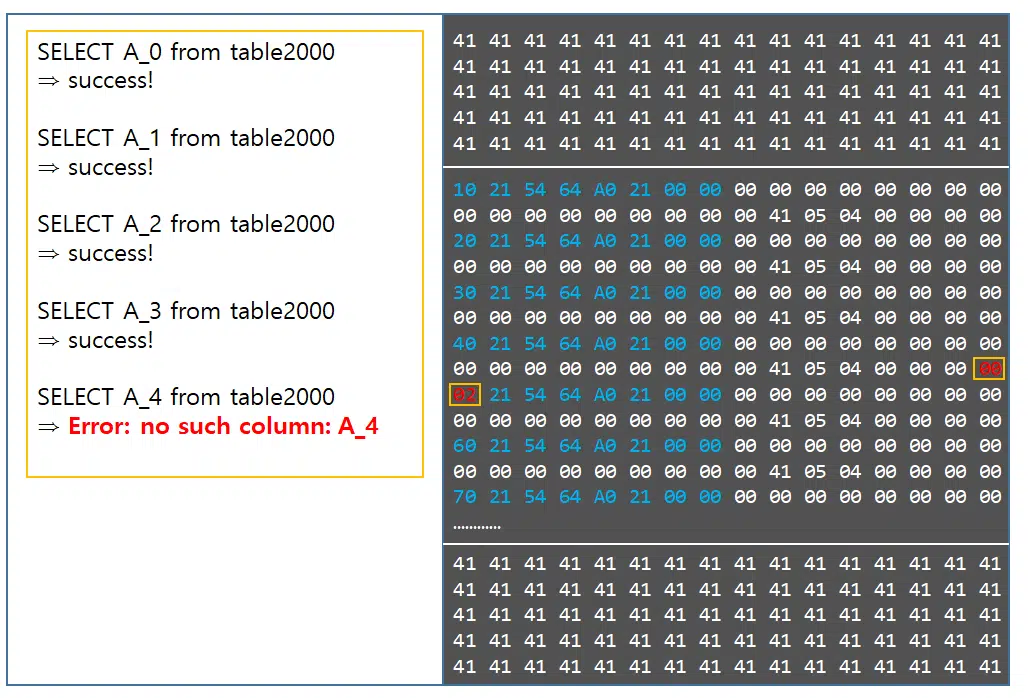 SELECT A_0 from table2000
⇒ success!
SELECT A_1 from table2000
⇒ success!
SELECT A_2 from table2000
⇒ success!
SELECT A_3 from table2000
⇒ success!
SELECT A_4 from table2000
⇒ Error: no such column: A_4
41 41 41 41 41 41 41 41 41 41 41 41 41 41 41 41
41 41 41 41 41 41 41 41 41 41 41 41 41 41 41 41
41 41 41 41 41 41 41 41 41 41 41 41 41 41 41 41
41 41 41 41 41 41 41 41 41 41 41 41 41 41 41 41
41 41 41 41 41 41 41 41 41 41 41 41 41 41 41 41
10 21 54 64 A0 21 00 00 00 00 00 00 00 00 00 00
00 00 00 00 00 00 00 00 00 41 05 04 00 00 00 00
20 21 54 64 A0 21 00 00 00 00 00 00 00 00 00 00
00 00 00 00 00 00 00 00 00 41 05 04 00 00 00 00
30 21 54 64 A0 21 00 00 00 00 00 00 00 00 00 00
00 00 00 00 00 00 00 00 00 41 05 04 00 00 00 00
40 21 54 64 A0 21 00 00 00 00 00 00 00 00 00 00
00 00 00 00 00 00 00 00 00 41 05 04 00 00 00 00
02 21 54 64 A0 21 00 00 00 00 00 00 00 00 00 00
00 00 00 00 00 00 00 00 00 41 05 04 00 00 00 00
60 21 54 64 A0 21 00 00 00 00 00 00 00 00 00 00
00 00 00 00 00 00 00 00 00 41 05 04 00 00 00 00
70 21 54 64 A0 21 00 00 00 00 00 00 00 00 00 00
............
41 41 41 41 41 41 41 41 41 41 41 41 41 41 41 41
41 41 41 41 41 41 41 41 41 41 41 41 41 41 41 41
41 41 41 41 41 41 41 41 41 41 41 41 41 41 41 41
41 41 41 41 41 41 41 41 41 41 41 41 41 41 41 41
41 41 41 41 41 41 41 41 41 41 41 41 41 41 41 41